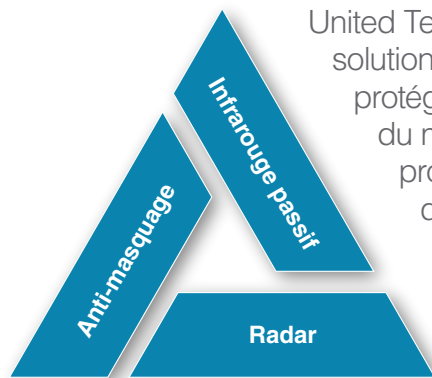 United Te
solution
protég
du
pro
Infrarouge passif
Anti-masquage
Radar